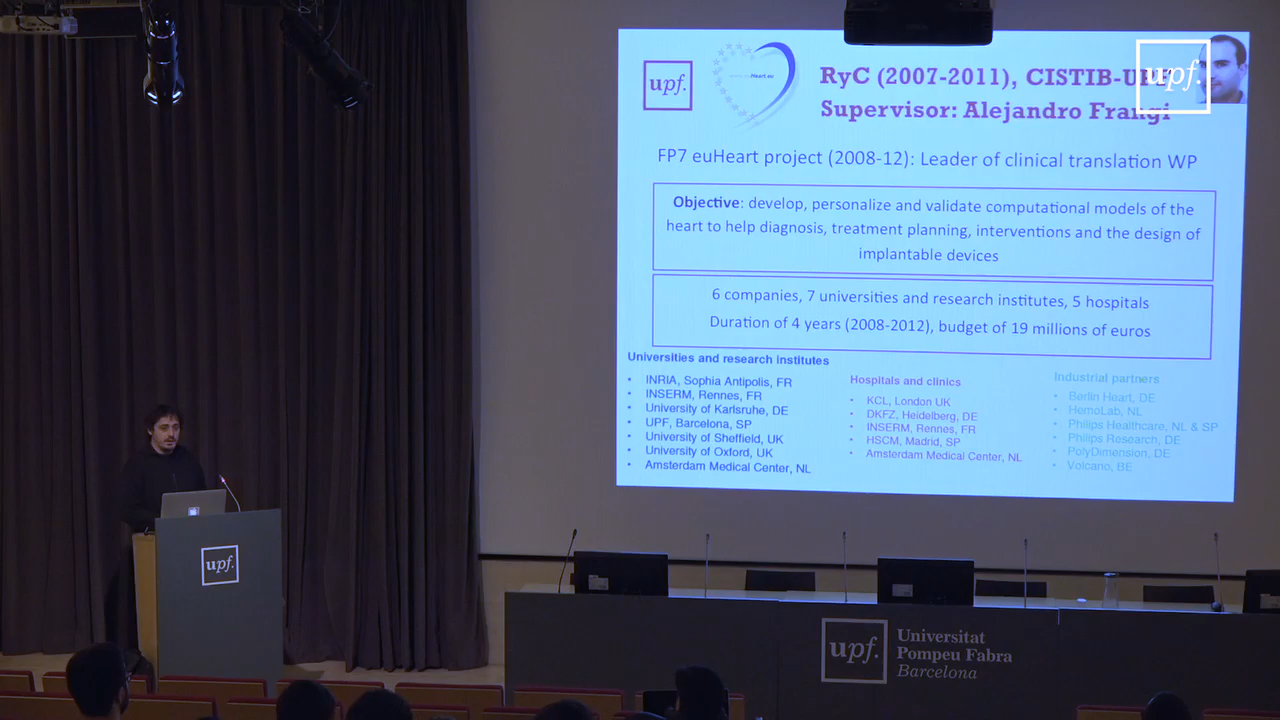 upf.
Heart.eu
RyC (2007-2011), CISTIB-UPF
Supervisor: Alejandro Frangi
upf.
FP7 euHeart project (2008-12): Leader of clinical translation WP
Objective: develop, personalize and validate computational models of the
heart to help diagnosis, treatment planning, interventions and the design of
implantable devices
6 companies, 7 universities and research institutes, 5 hospitals
Duration of 4 years (2008-2012), budget of 19 millions of euros
Universities and research institutes
• INRIA, Sophia Antipolis, FR
• INSERM, Rennes, FR
• University of Karlsruhe, DE
• UPF, Barcelona, SP
• University of Sheffield, UK
• University of Oxford, UK
• Amsterdam Medical Center, NL
Hospitals and clinics
• KCL, London UK
• DKFZ, Heidelberg, DE
• INSERM, Rennes, FR
• HSCM, Madrid, SP
• Amsterdam Medical Center, NL
Industrial partners
• Berlin Heart, DE
• HemoLab, NL
• Philips Healthcare, NL & SP
• Philips Research, DE
• PolyDimension, DE
• Volcano, BE
upf.
upf.
Universitat
Pompeu Fabra
Barcelona